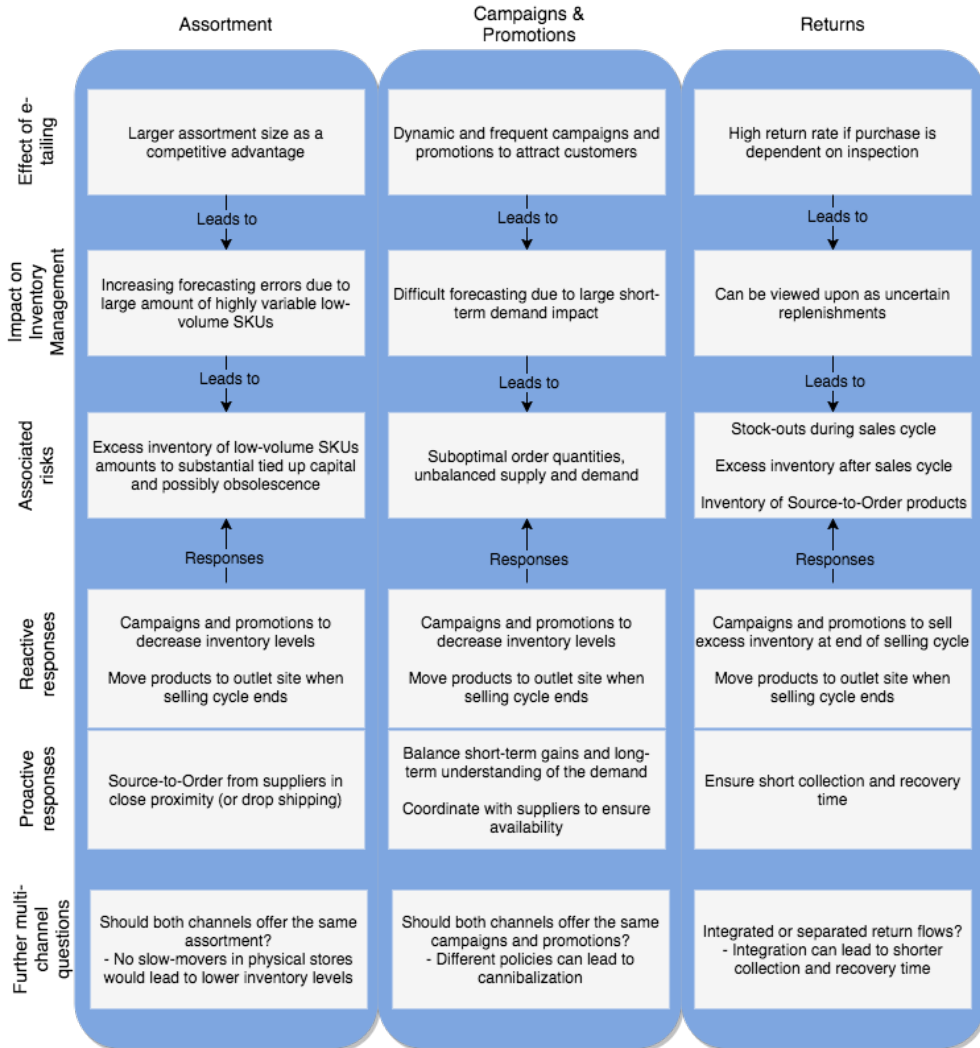 Assortment
Campaigns &
Promotions
Returns
Effect of e-
tailing
Larger assortment size as a
competitive advantage
Dynamic and frequent campaigns and
promotions to attract customers
High return rate if purchase is
dependent on inspection
Leads to
Leads to
Leads to
Impact on
Inventory
Management
Increasing forecasting errors due to
large amount of highly variable low-
volume SKUs
Difficult forecasting due to large short-
term demand impact
Can be viewed upon as uncertain
replenishments
Leads to
Leads to
Leads to
Associated
risks
Excess inventory of low-volume SKUs
amounts to substantial tied up capital
and possibly obsolescence
Suboptimal order quantities,
unbalanced supply and demand
Stock-outs during sales cycle
Excess inventory after sales cycle
Inventory of Source-to-Order products
Responses
Responses
Responses
Reactive
responses
Campaigns and promotions to
decrease inventory levels
Move products to outlet site when
selling cycle ends
Campaigns and promotions to
decrease inventory levels
Move products to outlet site when
selling cycle ends
Campaigns and promotions to sell
excess inventory at end of selling cycle
Move products to outlet site when
selling cycle ends
Proactive
responses
Source-to-Order from suppliers in
close proximity (or drop shipping)
Balance short-term gains and long-
term understanding of the demand
Coordinate with suppliers to ensure
availability
Ensure short collection and recovery
time
Further multi-
channel
questions
Should both channels offer the same
assortment?
- No slow-movers in physical stores
would lead to lower inventory levels
Should both channels offer the same
campaigns and promotions?
- Different policies can lead to
cannibalization
Integrated or separated return flows?
- Integration can lead to shorter
collection and recovery time